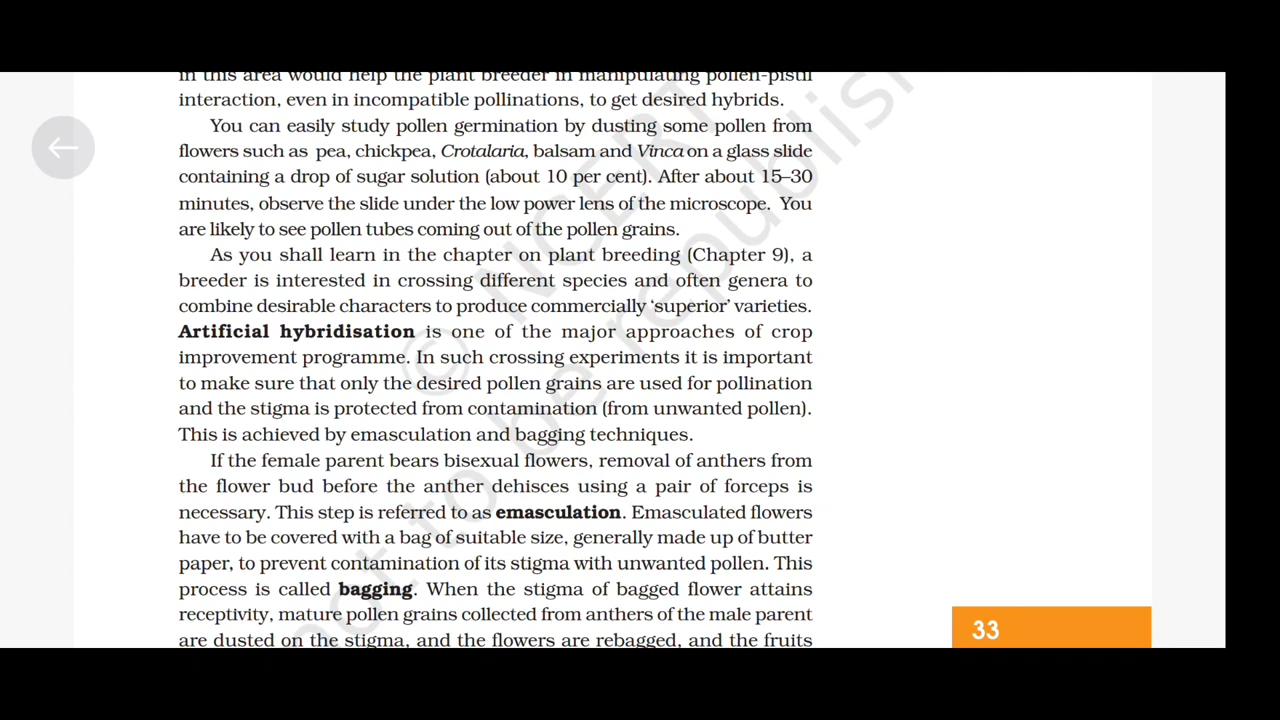 in this area would help the plant breeder in manipulating pollen-pistil
interaction, even in incompatible pollinations, to get desired hybrids.
You can easily study pollen germination by dusting some pollen from
flowers such as pea, chickpea, Crotalaria, balsam and Vinca on a glass slide
containing a drop of sugar solution (about 10 per cent). After about 15–30
minutes, observe the slide under the low power lens of the microscope. You
are likely to see pollen tubes coming out of the pollen grains.
As you shall learn in the chapter on plant breeding (Chapter 9), a
breeder is interested in crossing different species and often genera to
combine desirable characters to produce commercially ‘superior’ varieties.
Artificial hybridisation is one of the major approaches of crop
improvement programme. In such crossing experiments it is important
to make sure that only the desired pollen grains are used for pollination
and the stigma is protected from contamination (from unwanted pollen).
This is achieved by emasculation and bagging techniques.
If the female parent bears bisexual flowers, removal of anthers from
the flower bud before the anther dehisces using a pair of forceps is
necessary. This step is referred to as emasculation. Emasculated flowers
have to be covered with a bag of suitable size, generally made up of butter
paper, to prevent contamination of its stigma with unwanted pollen. This
process is called bagging. When the stigma of bagged flower attains
receptivity, mature pollen grains collected from anthers of the male parent
are dusted on the stigma, and the flowers are rebagged, and the fruits
33
© NCERT
not to be republish